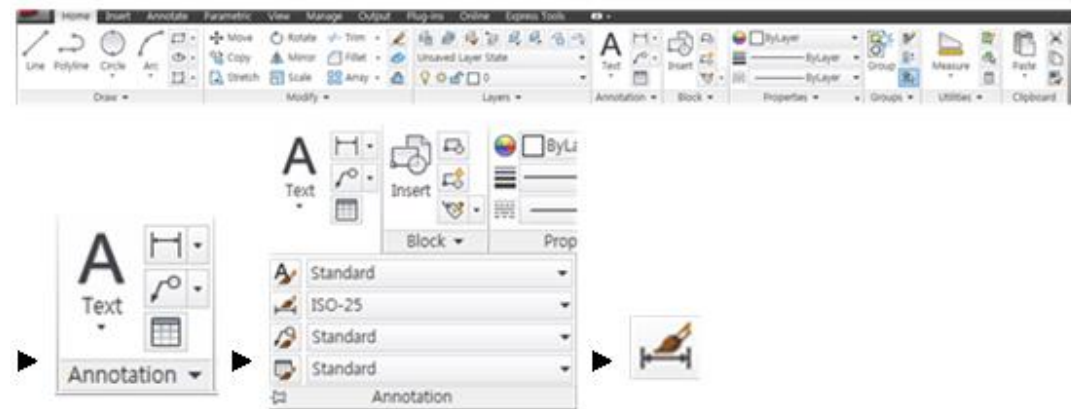 Home Insert Annotate Parametric View Manage Output Plug-ins Online Express Tools
Move Rotate Trim Unsaved Layer State ByLayer
Line Polyline Circle Arc Copy Mirror Fillet Text Insert ByLayer Group Measure Paste
Stretch Scale Array 0 ByLayer
Draw Modify Layers Annotation Block Properties Groups Utilities Clipboard
A
Text
Annotation
A
Text
Insert
ByLa
Block Prop
Standard
ISO-25
Standard
Standard
Annotation